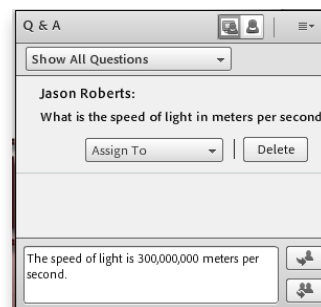 Q & A
Show All Questions
Jason Roberts:
What is the speed of light in meters per second
Assign To
Delete
The speed of light is 300,000,000 meters per
second.